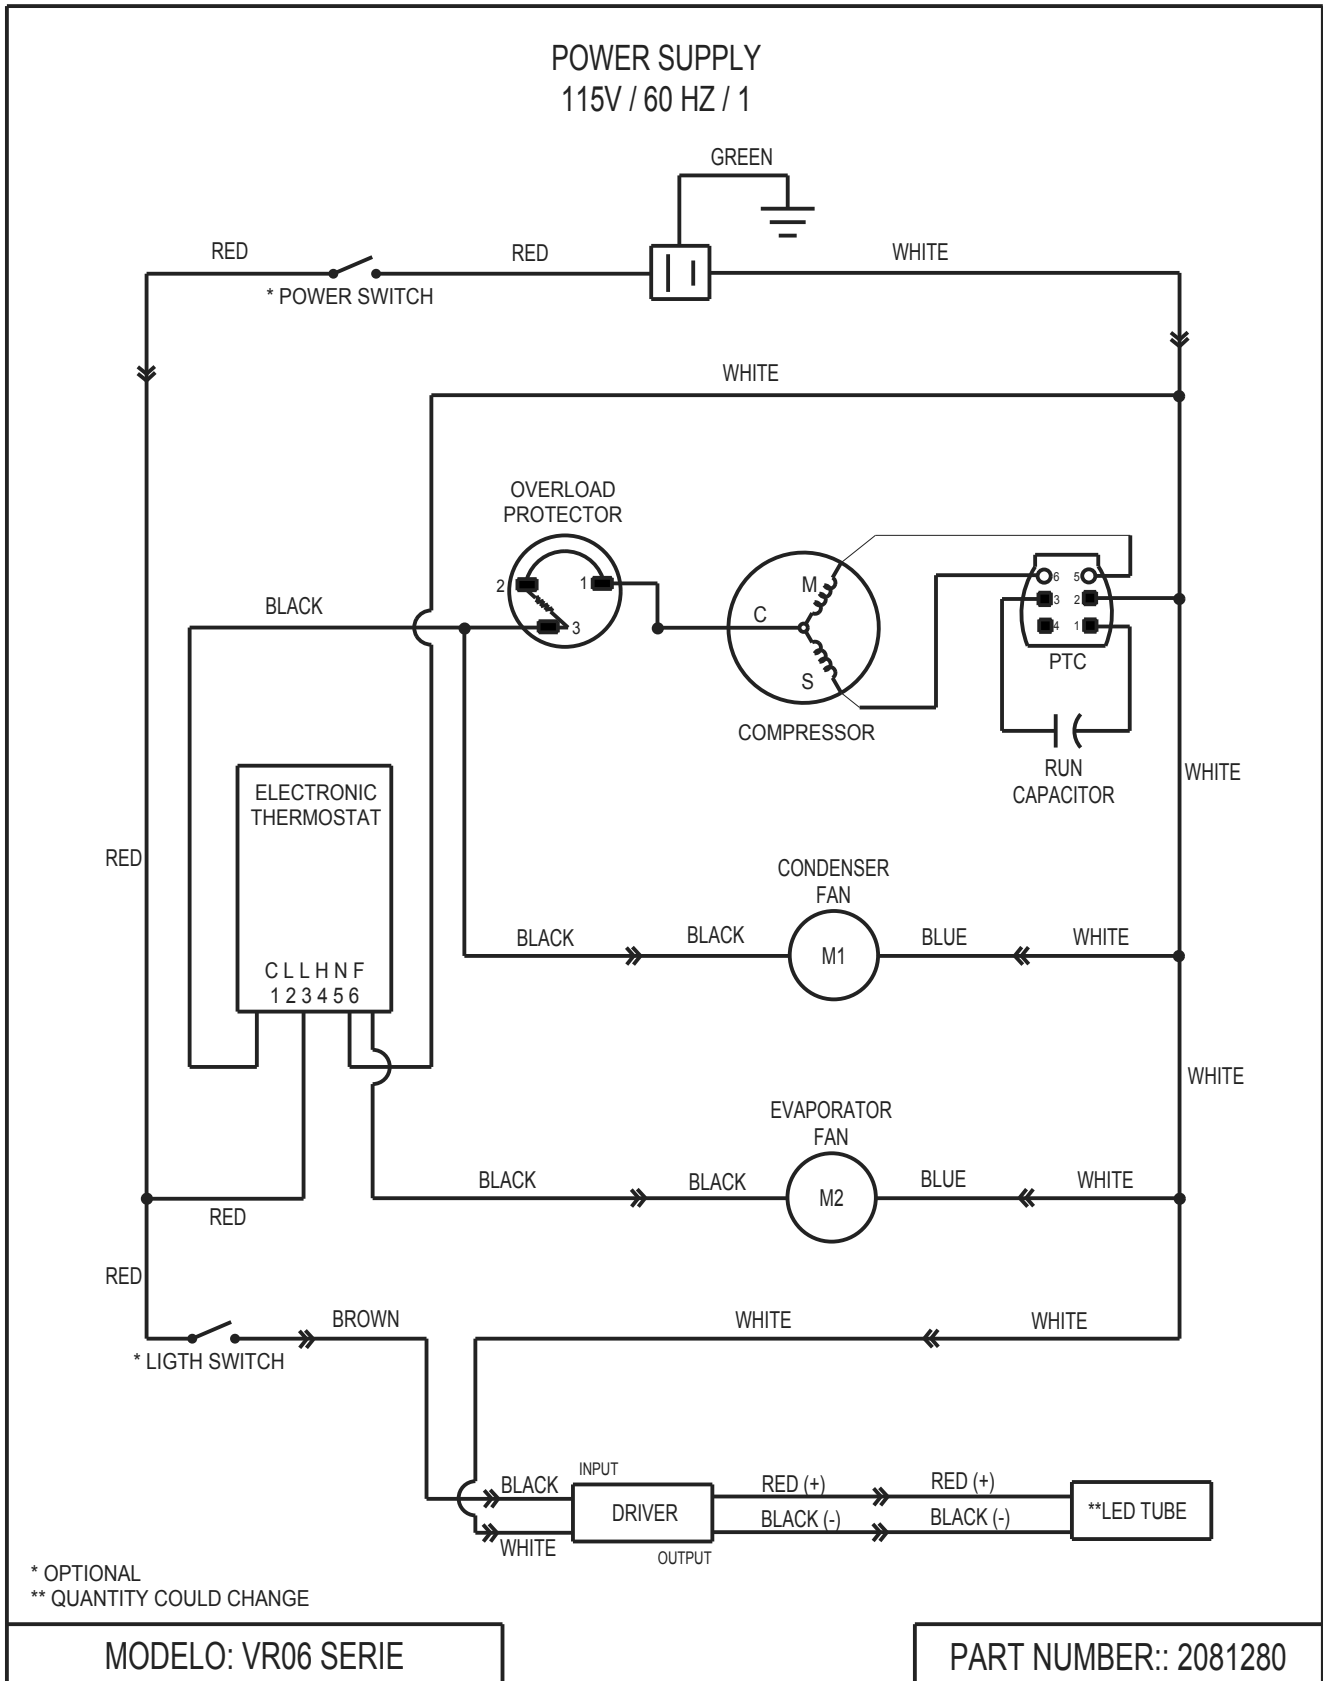 POWER SUPPLY
115V / 60 HZ / 1
GREEN
RED
RED
WHITE
* POWER SWITCH
WHITE
OVERLOAD
PROTECTOR
2
1
3
BLACK
M
C
S
COMPRESSOR
6
5
3
2
4
1
PTC
RUN
CAPACITOR
WHITE
ELECTRONIC
THERMOSTAT
RED
CONDENSER
FAN
BLACK
BLACK
M1
BLUE
WHITE
C L L H N F
1 2 3 4 5 6
WHITE
EVAPORATOR
FAN
BLACK
BLACK
M2
BLUE
WHITE
RED
RED
BROWN
WHITE
WHITE
* LIGTH SWITCH
INPUT
BLACK
DRIVER
WHITE
OUTPUT
RED (+)
RED (+)
BLACK (-)
BLACK (-)
**LED TUBE
* OPTIONAL
** QUANTITY COULD CHANGE
MODELO: VR06 SERIE
PART NUMBER:: 2081280